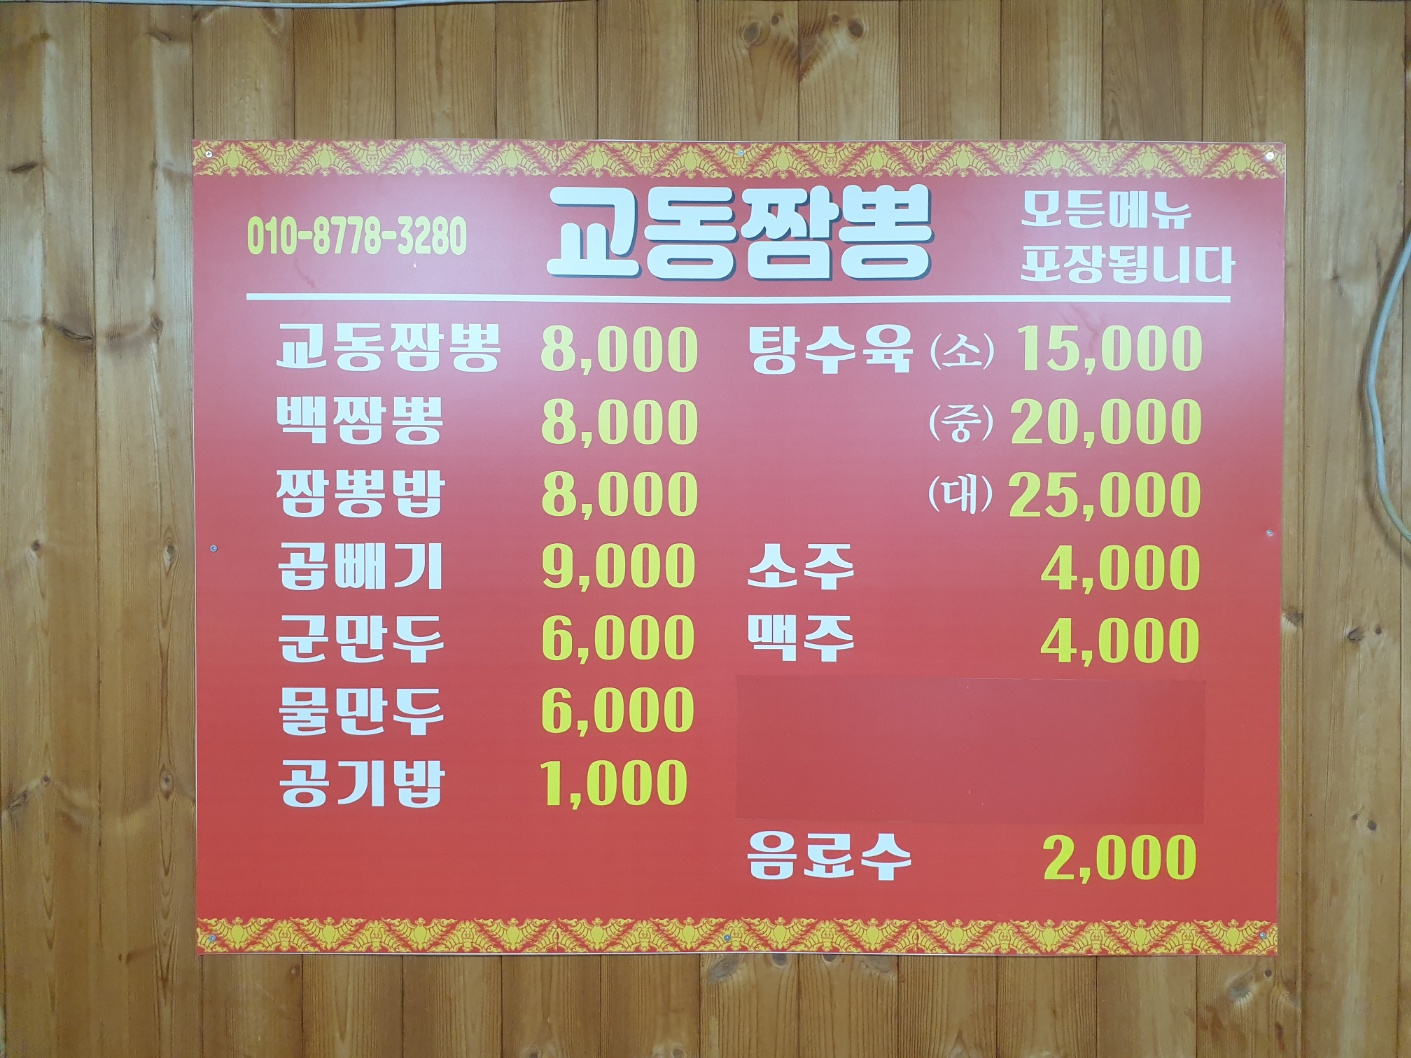 010-8778-3280
교동짬뽕
모든메뉴
포장됩니다
교동짬뽕 8,000
백짬뽕 8,000
짬뽕밥 8,000
곱빼기 9,000
군만두 6,000
물만두 6,000
공기밥 1,000
탕수육 (소) 15,000
(중) 20,000
(대) 25,000
소주 4,000
맥주 4,000
음료수 2,000